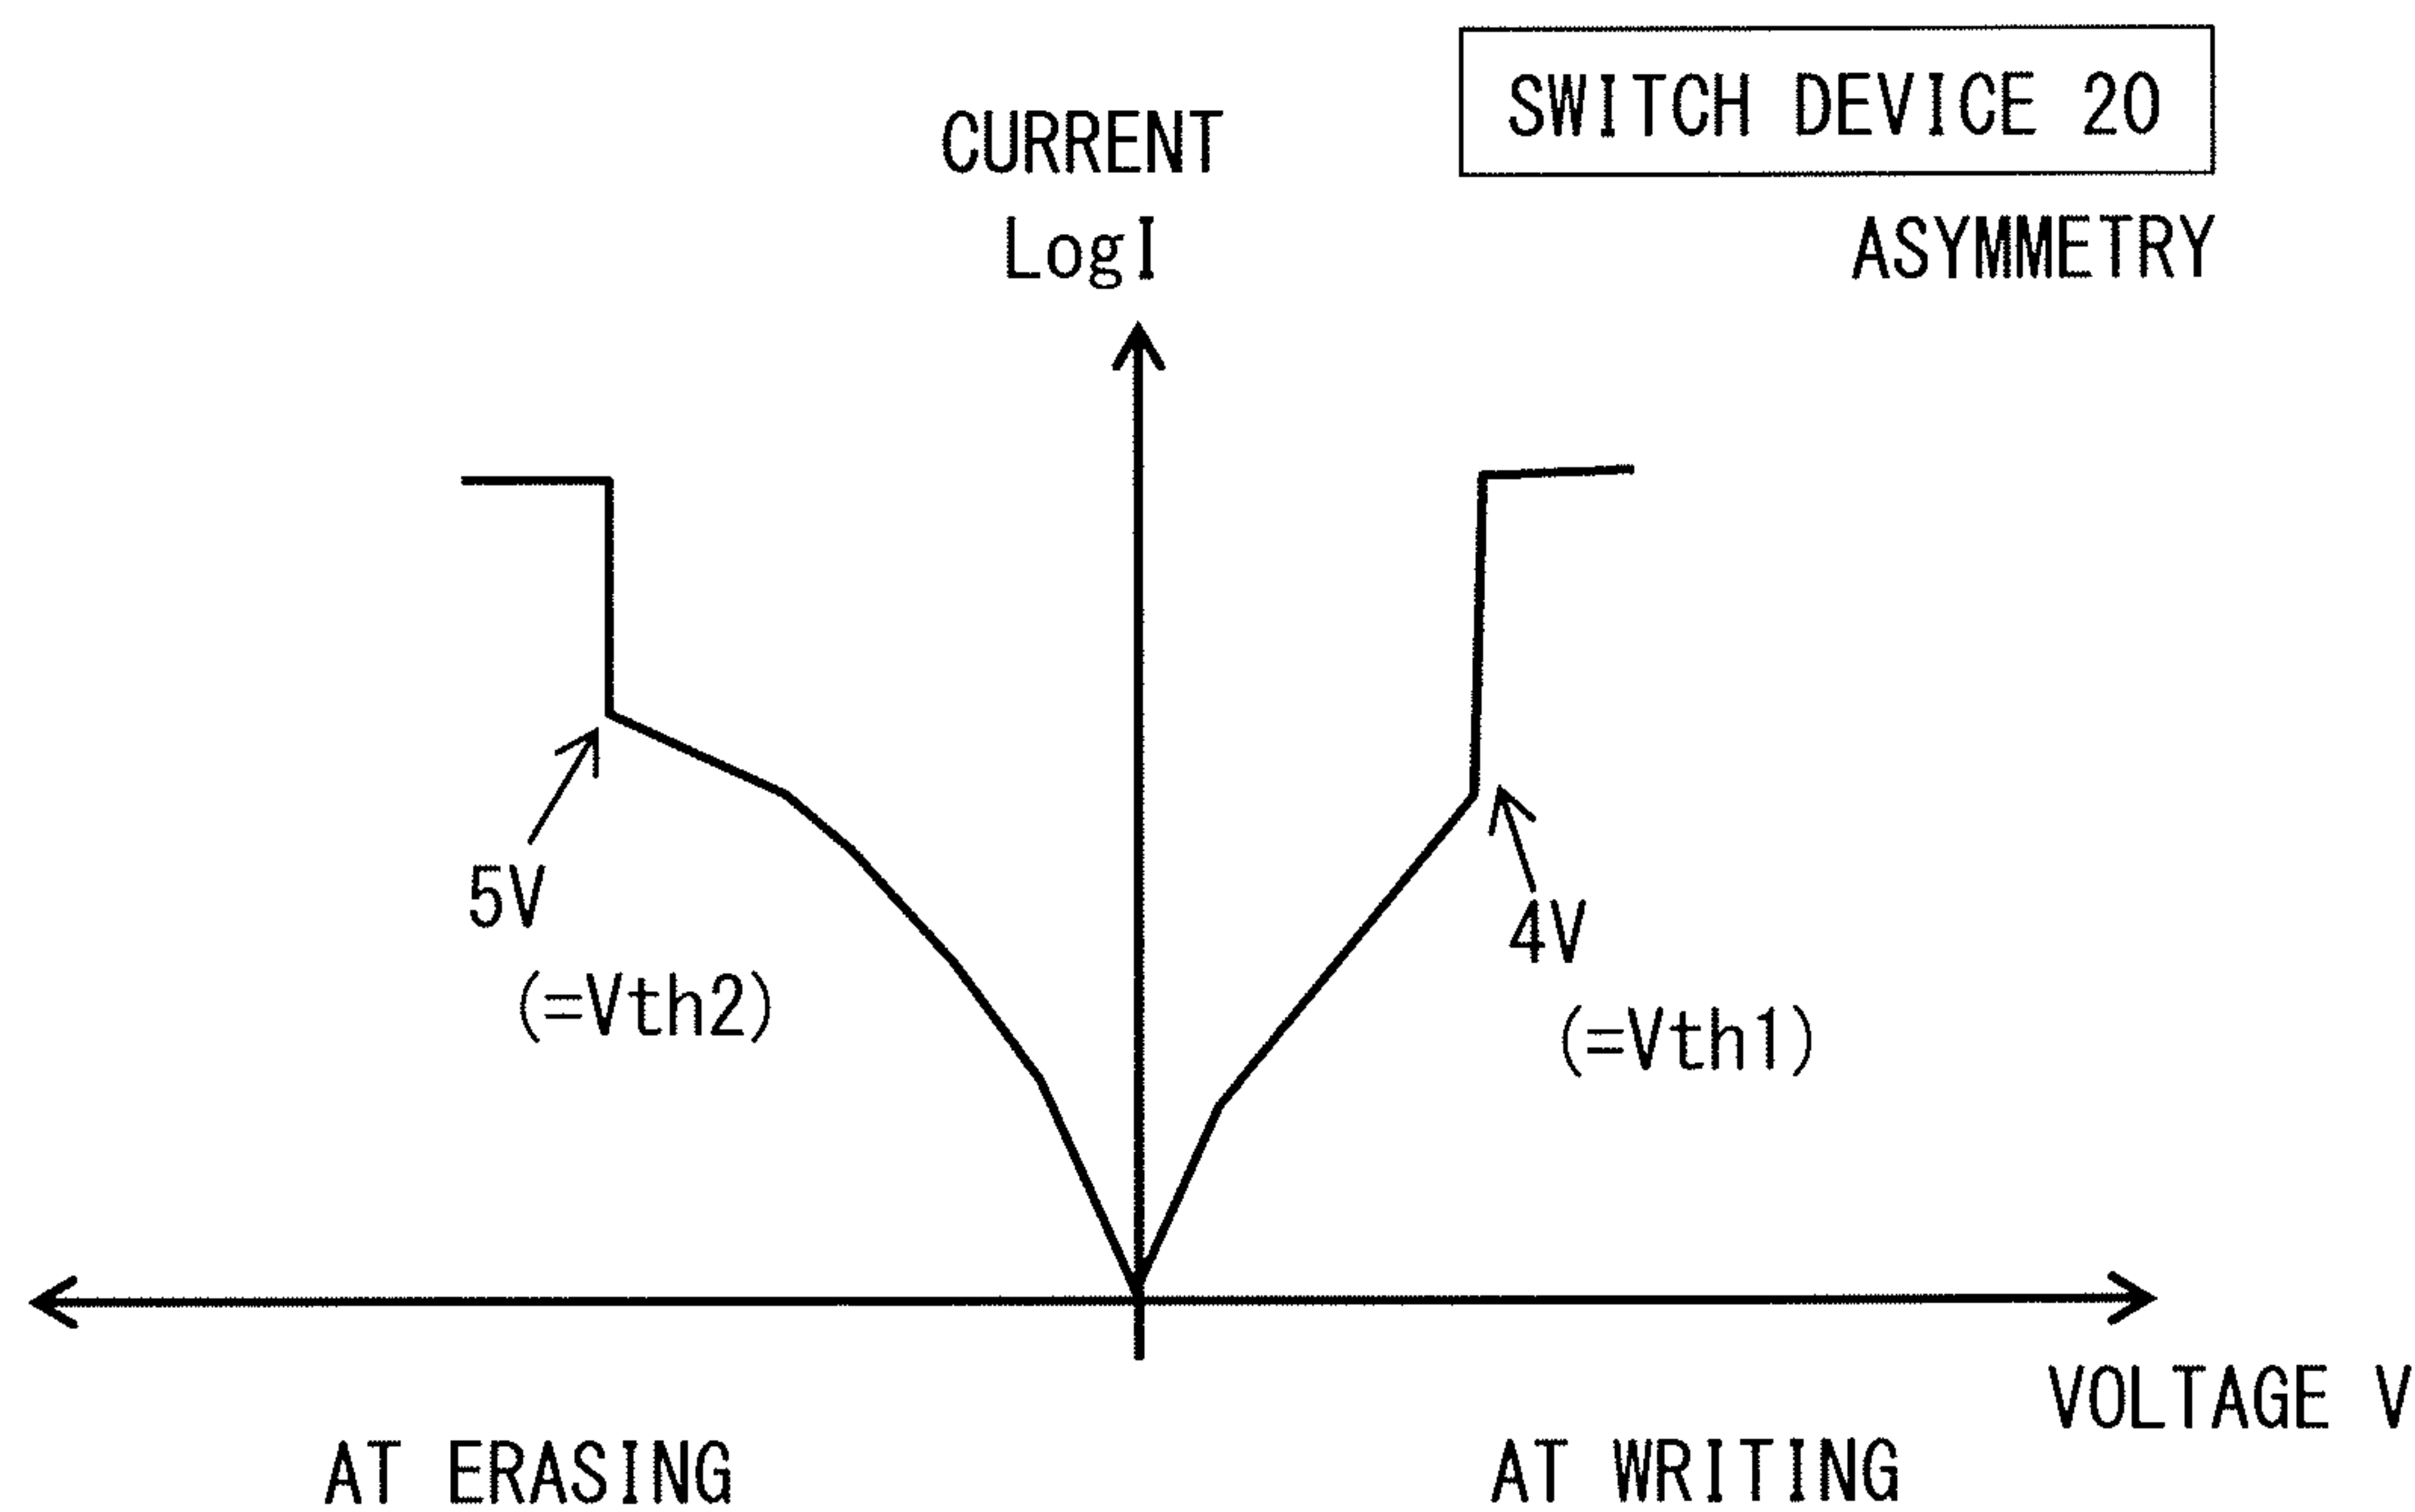 SWITCH DEVICE 20
CURRENT
LogI
ASYMMETRY
5V
(=Vth2)
4V
(=Vth1)
VOLTAGE V
AT ERASING
AT WRITING